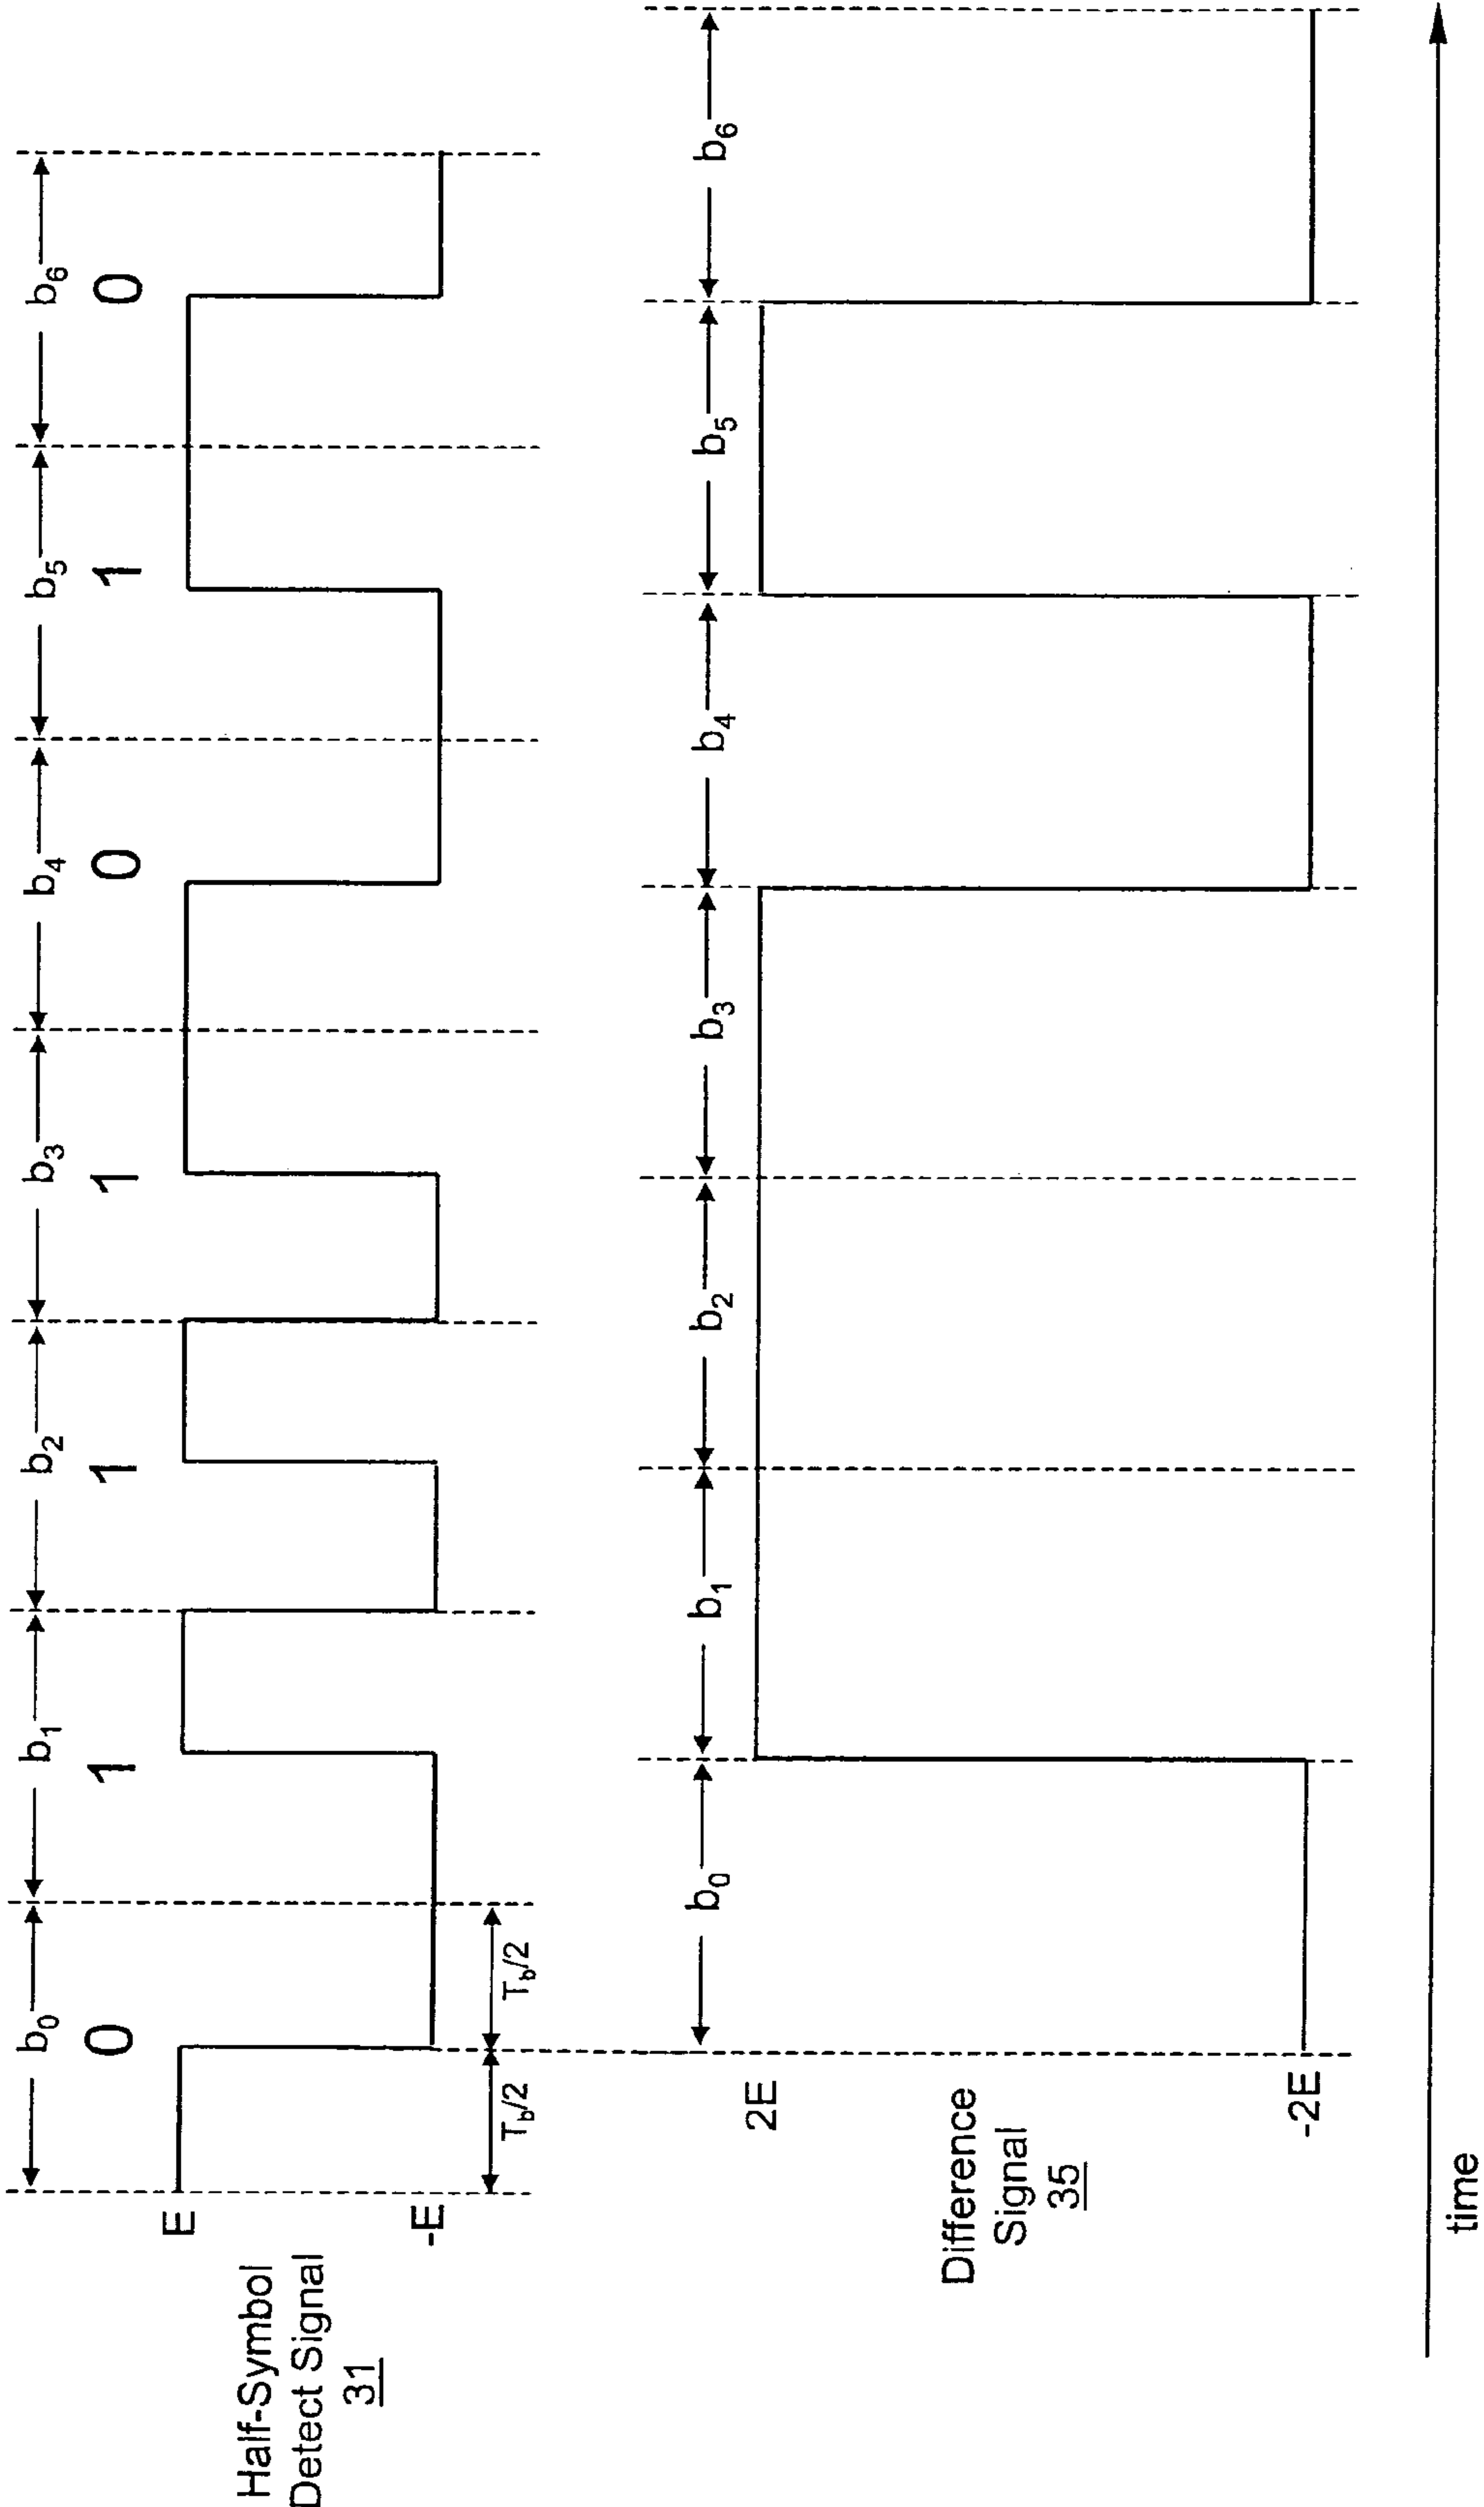 b0 b1 b2 b3 b4 b5 b6
0 1 1 1 0 1 0
E
-E
Half-Symbol
Detect Signal
31
Tb/2 Tb/2
b0 b1 b2 b3 b4 b5 b6
2E
Difference
Signal
35
-2E
time